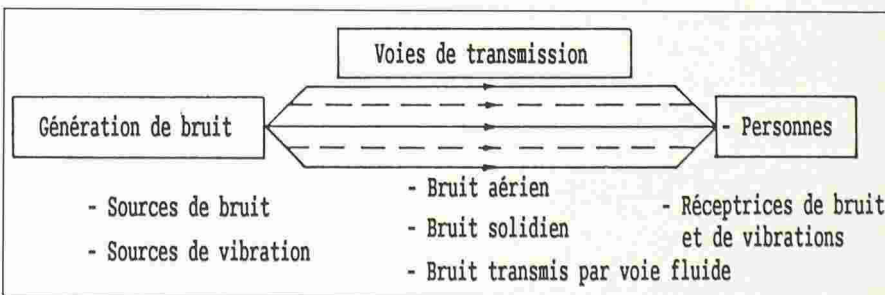 Voies de transmission
Génération de bruit
- Personnes
- Sources de bruit
- Sources de vibration
- Bruit aérien
- Bruit solidien
- Bruit transmis par voie fluide
- Réceptrices de bruit
et de vibrations